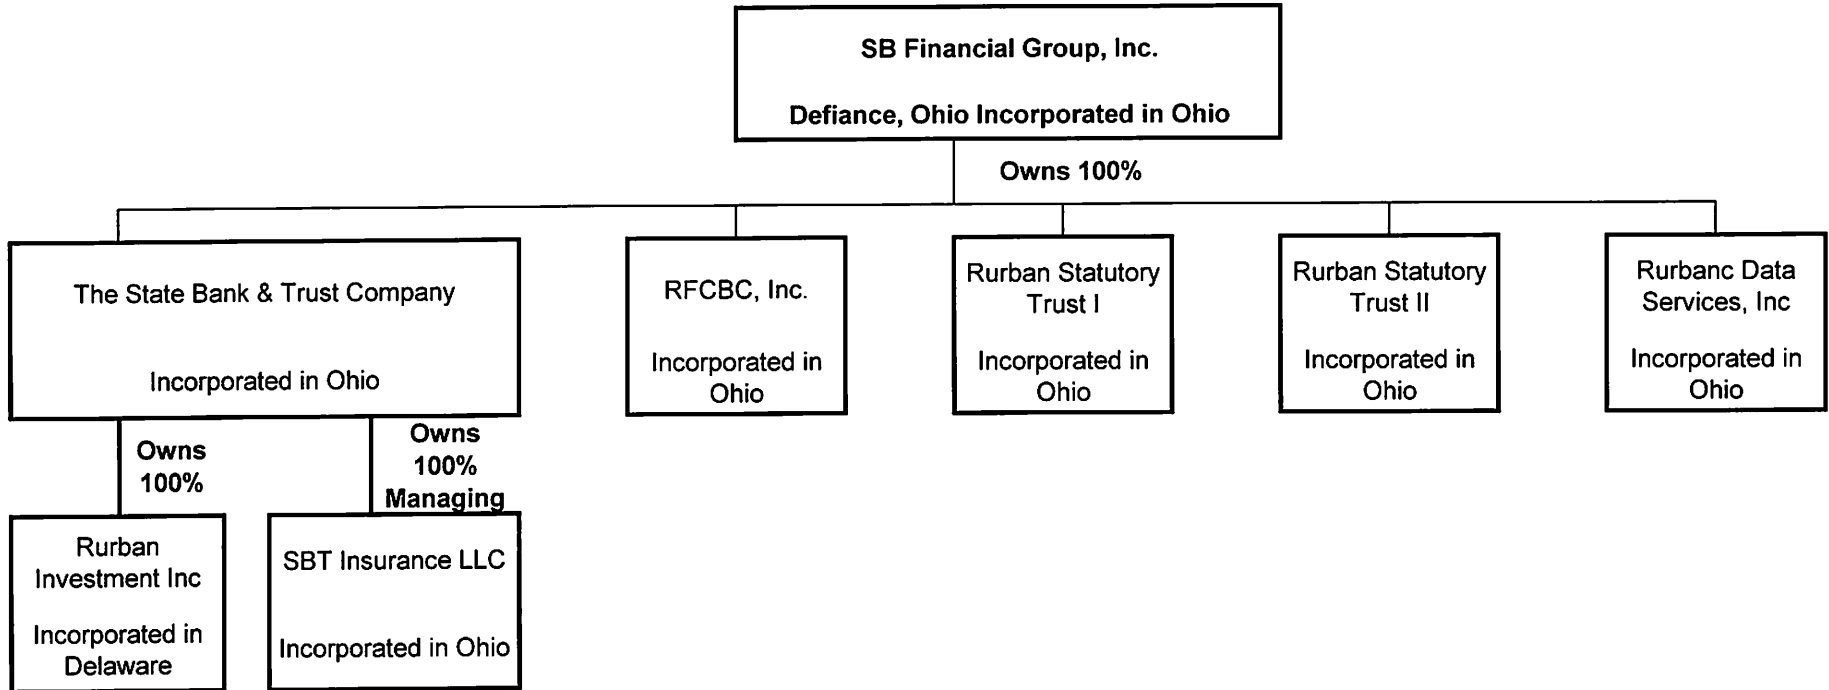 SB Financial Group, Inc.
Defiance, Ohio Incorporated in Ohio
Owns 100%
The State Bank & Trust Company
Incorporated in Ohio
RFCBC, Inc.
Incorporated in
Ohio
Rurban Statutory
Trust I
Incorporated in
Ohio
Rurban Statutory
Trust II
Incorporated in
Ohio
Rurbanc Data
Services, Inc
Incorporated in
Ohio
Owns
100%
Owns
100%
Managing
Rurban
Investment Inc
Incorporated in
Delaware
SBT Insurance LLC
Incorporated in Ohio